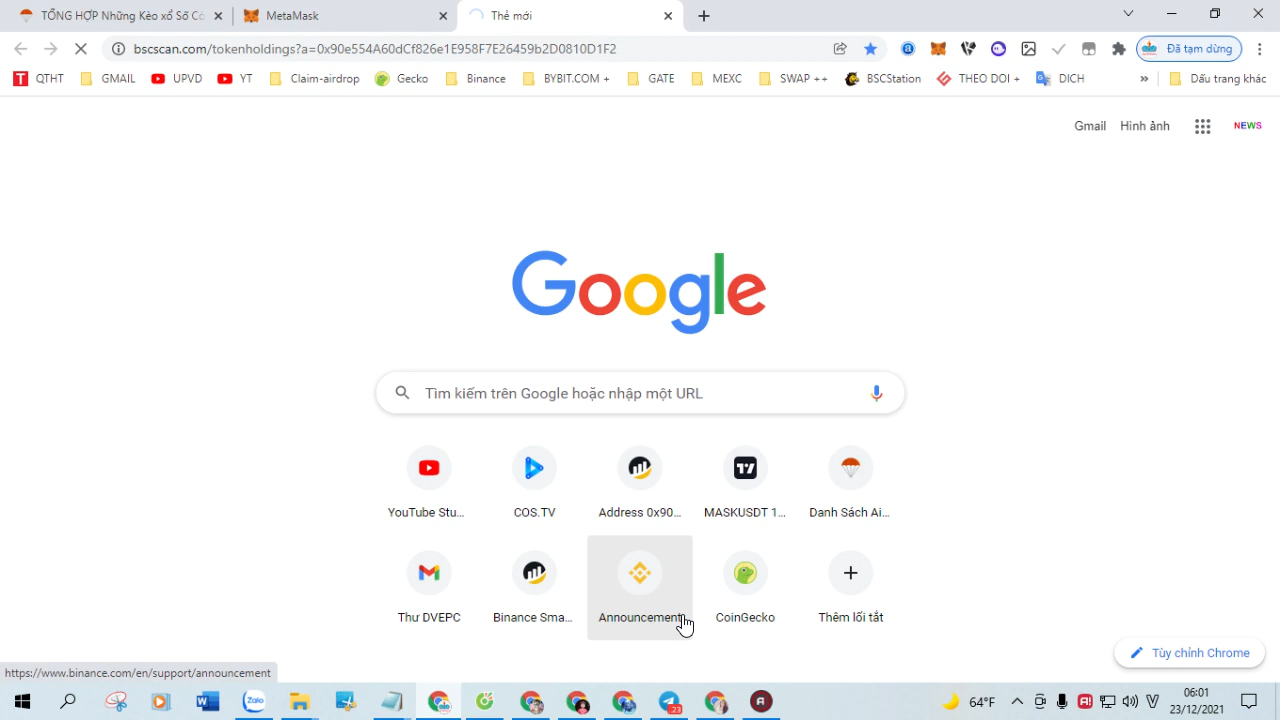 TỔNG HỢP Những Kèo xổ Số Cơ
MetaMask
Thẻ mới
bscscan.com/tokenholdings?a=0x90e554A60dCf826e1E958F7E26459b2D0810D1F2
Đã tạm dừng
QTHT
GMAIL
UPVD
YT
Claim-airdrop
Gecko
Binance
BYBIT.COM +
GATE
MEXC
SWAP ++
BSCStation
THEO DOI +
DICH
»
Dấu trang khác
Gmail
Hình ảnh
NEWS
Google
Tìm kiếm trên Google hoặc nhập một URL
YouTube Stu...
COS.TV
Address 0x90...
MASKUSDT 1...
Danh Sách Ai...
Thư DVEPC
Binance Sma...
Announcement
CoinGecko
Thêm lối tắt
Tùy chỉnh Chrome
https://www.binance.com/en/support/announcement
Zalo
23
64°F
06:01
23/12/2021